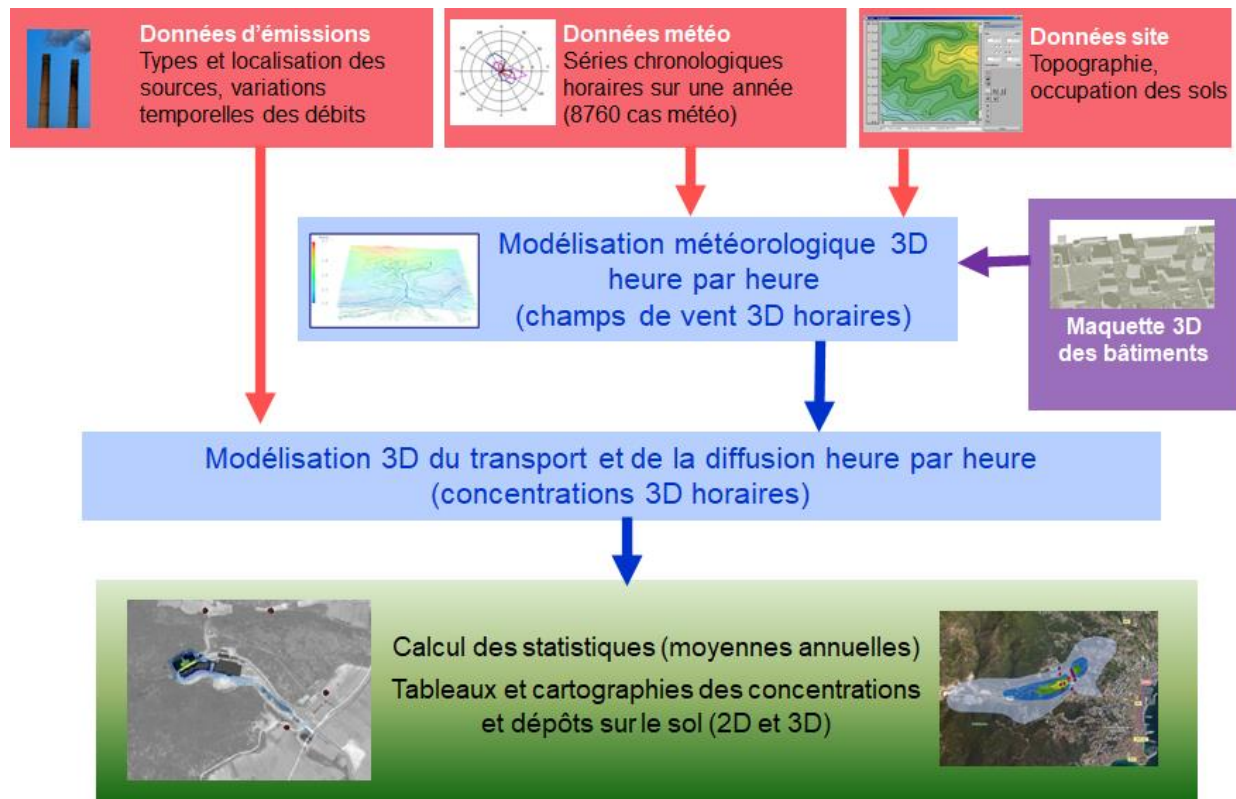 Données d'émissions
Types et localisation des
sources, variations
temporelles des débits
Données météo
Séries chronologiques
horaires sur une année
(8760 cas météo)
Données site
Topographie,
occupation des sols
Modélisation météorologique 3D
heure par heure
(champs de vent 3D horaires)
Maquette 3D
des bâtiments
Modélisation 3D du transport et de la diffusion heure par heure
(concentrations 3D horaires)
Calcul des statistiques (moyennes annuelles)
Tableaux et cartographies des concentrations
et dépôts sur le sol (2D et 3D)